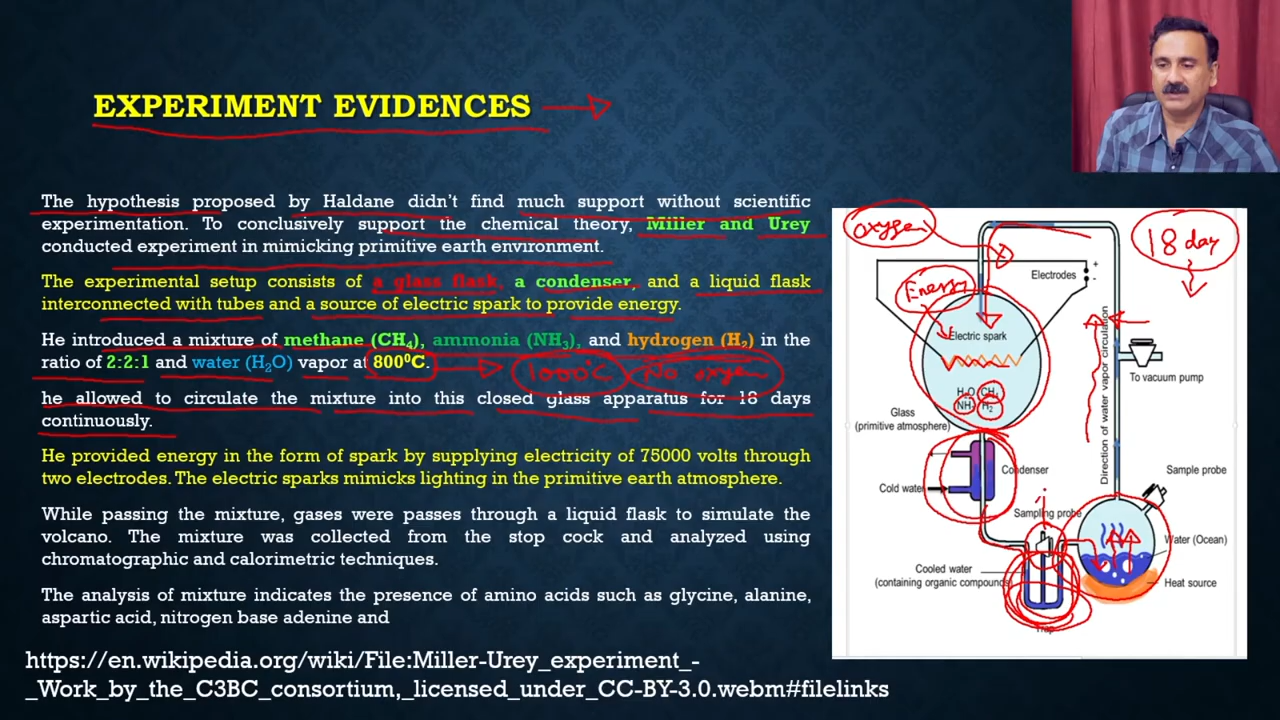 EXPERIMENT EVIDENCES
The hypothesis proposed by Haldane didn't find much support without scientific
experimentation. To conclusively support the chemical theory, Miller and Urey
conducted experiment in mimicking primitive earth environment.
The experimental setup consists of a glass flask, a condenser, and a liquid flask
interconnected with tubes and a source of electric spark to provide energy.
He introduced a mixture of methane (CH₄), ammonia (NH₃), and hydrogen (H₂) in the
ratio of 2:2:1 and water (H₂O) vapor at 800⁰C.
1000°C
No oxygen
he allowed to circulate the mixture into this closed glass apparatus for 18 days
continuously.
He provided energy in the form of spark by supplying electricity of 75000 volts through
two electrodes. The electric sparks mimics lighting in the primitive earth atmosphere.
While passing the mixture, gases were passes through a liquid flask to simulate the
volcano. The mixture was collected from the stop cock and analyzed using
chromatographic and calorimetric techniques.
The analysis of mixture indicates the presence of amino acids such as glycine, alanine,
aspartic acid, nitrogen base adenine and
https://en.wikipedia.org/wiki/File:Miller-Urey_experiment_-
_Work_by_the_C3BC_consortium,_licensed_under_CC-BY-3.0.webm#filelinks
oxygen
18 day
Energy
Electrodes
+
-
Electric spark
H₂O CH₄
NH₃ H₂
To vacuum pump
Direction of water vapor circulation
Glass
(primitive atmosphere)
Condenser
Cold water
Sample probe
Sampling probe
Water (Ocean)
Cooled water
(containing organic compounds)
Heat source
Trap